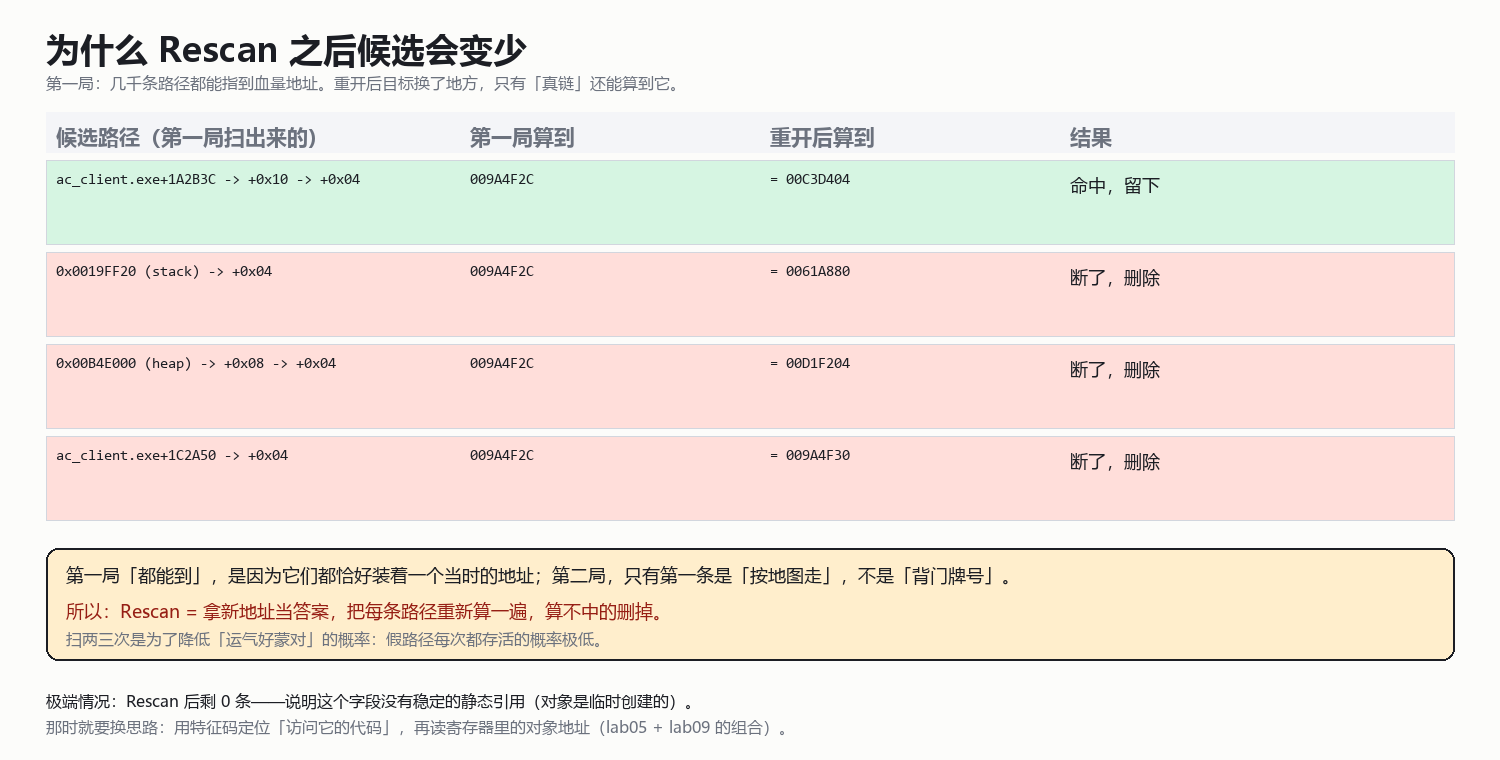 为什么 Rescan 之后候选会变少
第一局：几千条路径都能指到血量地址。重开后目标换了地方，只有「真链」还能算到它。
候选路径（第一局扫出来的） 第一局算到 重开后算到 结果
ac_client.exe+1A2B3C -> +0x10 -> +0x04 009A4F2C = 00C3D404 命中，留下
0x0019FF20 (stack) -> +0x04 009A4F2C = 0061A880 断了，删除
0x00B4E000 (heap) -> +0x08 -> +0x04 009A4F2C = 00D1F204 断了，删除
ac_client.exe+1C2A50 -> +0x04 009A4F2C = 009A4F30 断了，删除
第一局「都能到」，是因为它们都恰好装着一个当时的地址；第二局，只有第一条是「按地图走」，不是「背门牌号」。
所以：Rescan = 拿新地址当答案，把每条路径重新算一遍，算不中的删掉。
扫两三次是为了降低「运气好蒙对」的概率：假路径每次都存活的概率极低。
极端情况：Rescan 后剩 0 条——说明这个字段没有稳定的静态引用（对象是临时创建的）。
那时就要换思路：用特征码定位「访问它的代码」，再读寄存器里的对象地址（lab05 + lab09 的组合）。